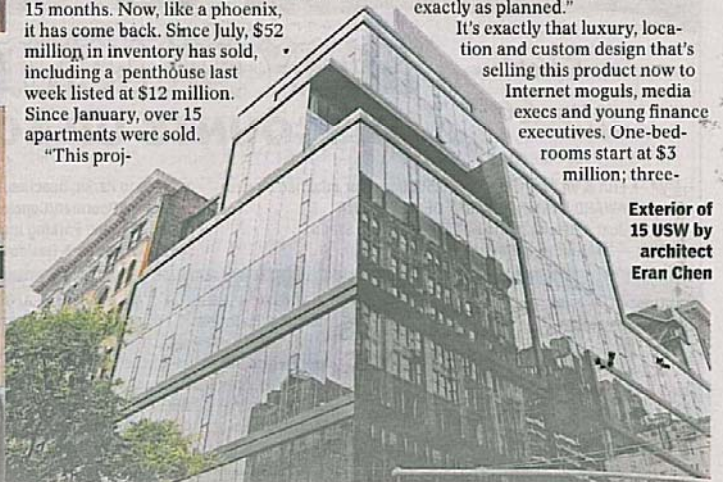 15 months. Now, like a phoenix,
it has come back. Since July, $52
million in inventory has sold,
including a penthouse last
week listed at $12 million.
Since January, over 15
apartments were sold.
“This proj-
exactly as planned.”
It's exactly that luxury, loca-
tion and custom design that's
selling this product now to
Internet moguls, media
execs and young finance
executives. One-bed-
rooms start at $3
million; three-
Exterior of
15 USW by
architect
Eran Chen